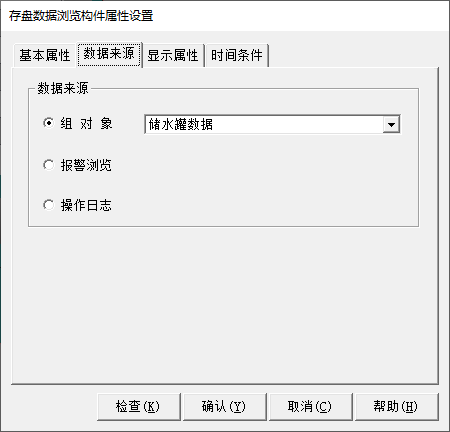 存盘数据浏览构件属性设置
基本属性 数据来源 显示属性 时间条件
数据来源
组 对 象 储水罐数据
报警浏览
操作日志
检查(K) 确认(Y) 取消(C) 帮助(H)